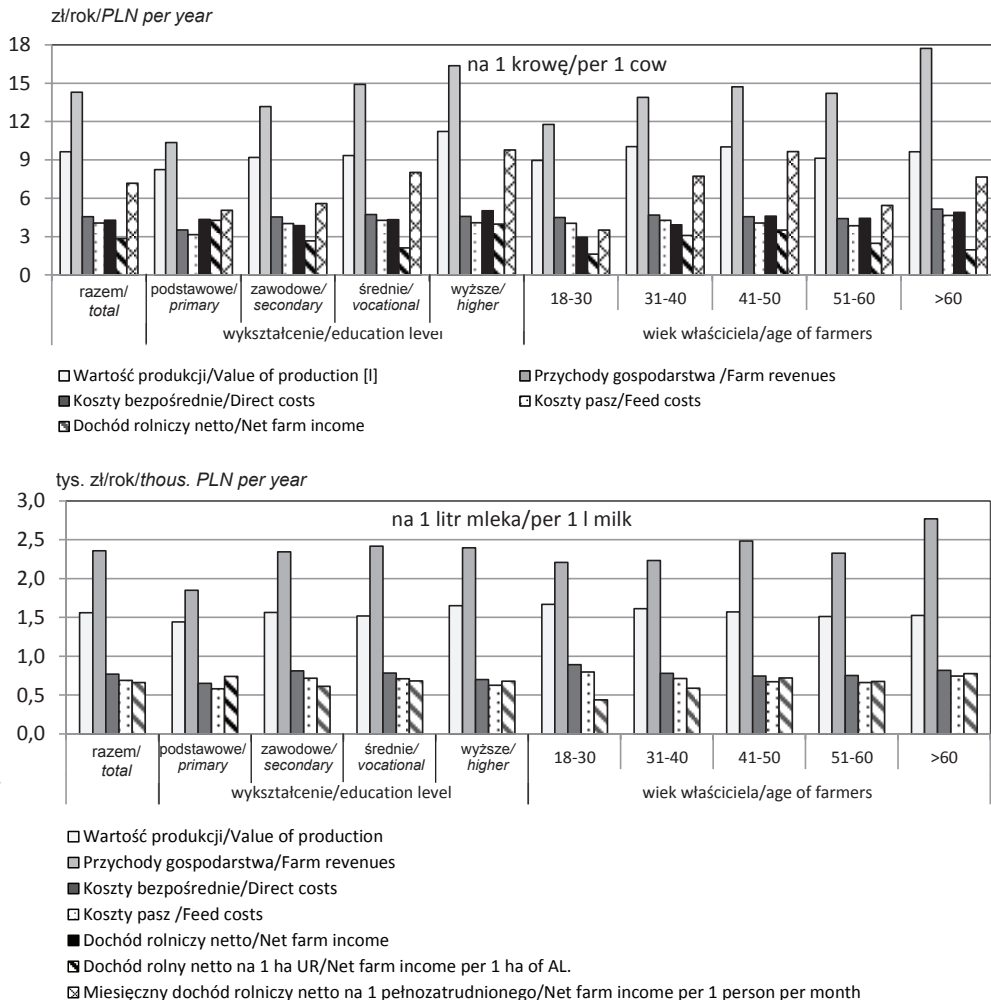 zł/rok/PLN per year
na 1 krowę/per 1 cow
18
15
12
9
6
3
0
razem/ podstawowe/ zawodowe/ średnie/ wyższe/ 18-30 31-40 41-50 51-60 >60
total primary secondary vocational higher
wykształcenie/education level wiek właściciela/age of farmers
Wartość produkcji/Value of production [l] Przychody gospodarstwa /Farm revenues
Koszty bezpośrednie/Direct costs Koszty pasz/Feed costs
Dochód rolniczy netto/Net farm income
tys. zł/rok/thous. PLN per year
na 1 litr mleka/per 1 l milk
3,0
2,5
2,0
1,5
1,0
0,5
0,0
razem/ podstawowe/ zawodowe/ średnie/ wyższe/ 18-30 31-40 41-50 51-60 >60
total primary secondary vocational higher
wykształcenie/education level wiek właściciela/age of farmers
Wartość produkcji/Value of production
Przychody gospodarstwa/Farm revenues
Koszty bezpośrednie/Direct costs
Koszty pasz /Feed costs
Dochód rolniczy netto/Net farm income
Dochód rolny netto na 1 ha UR/Net farm income per 1 ha of AL.
Miesięczny dochód rolniczy netto na 1 pełnozatrudnionego/Net farm income per 1 person per month